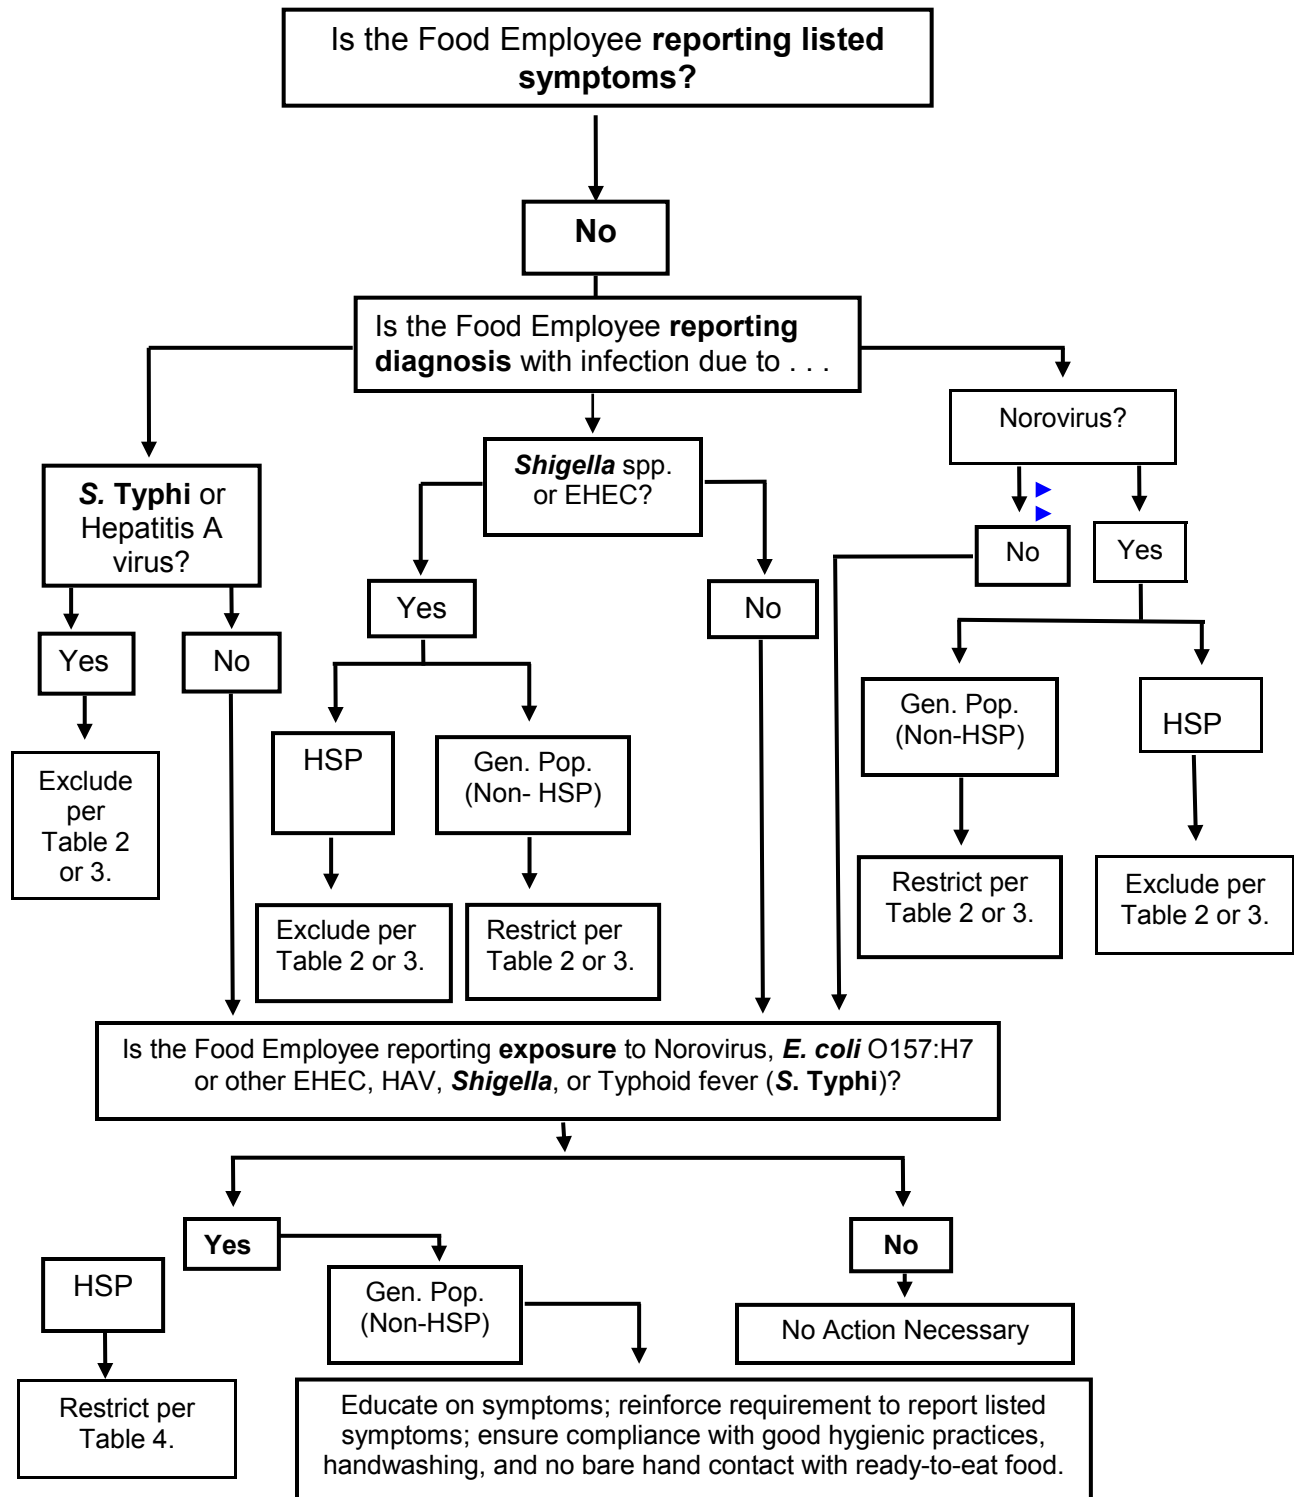 Is the Food Employee reporting listed
symptoms?
No
Is the Food Employee reporting
diagnosis with infection due to . . .
S. Typhi or
Hepatitis A
virus?
Shigella spp.
or EHEC?
Norovirus?
Yes
No
Yes
No
No
Yes
Exclude
per
Table 2
or 3.
HSP
Gen. Pop.
(Non- HSP)
Gen. Pop.
(Non-HSP)
HSP
Exclude per
Table 2 or 3.
Restrict per
Table 2 or 3.
Restrict per
Table 2 or 3.
Exclude per
Table 2 or 3.
Is the Food Employee reporting exposure to Norovirus, E. coli O157:H7
or other EHEC, HAV, Shigella, or Typhoid fever (S. Typhi)?
Yes
No
HSP
Gen. Pop.
(Non-HSP)
No Action Necessary
Restrict per
Table 4.
Educate on symptoms; reinforce requirement to report listed
symptoms; ensure compliance with good hygienic practices,
handwashing, and no bare hand contact with ready-to-eat food.